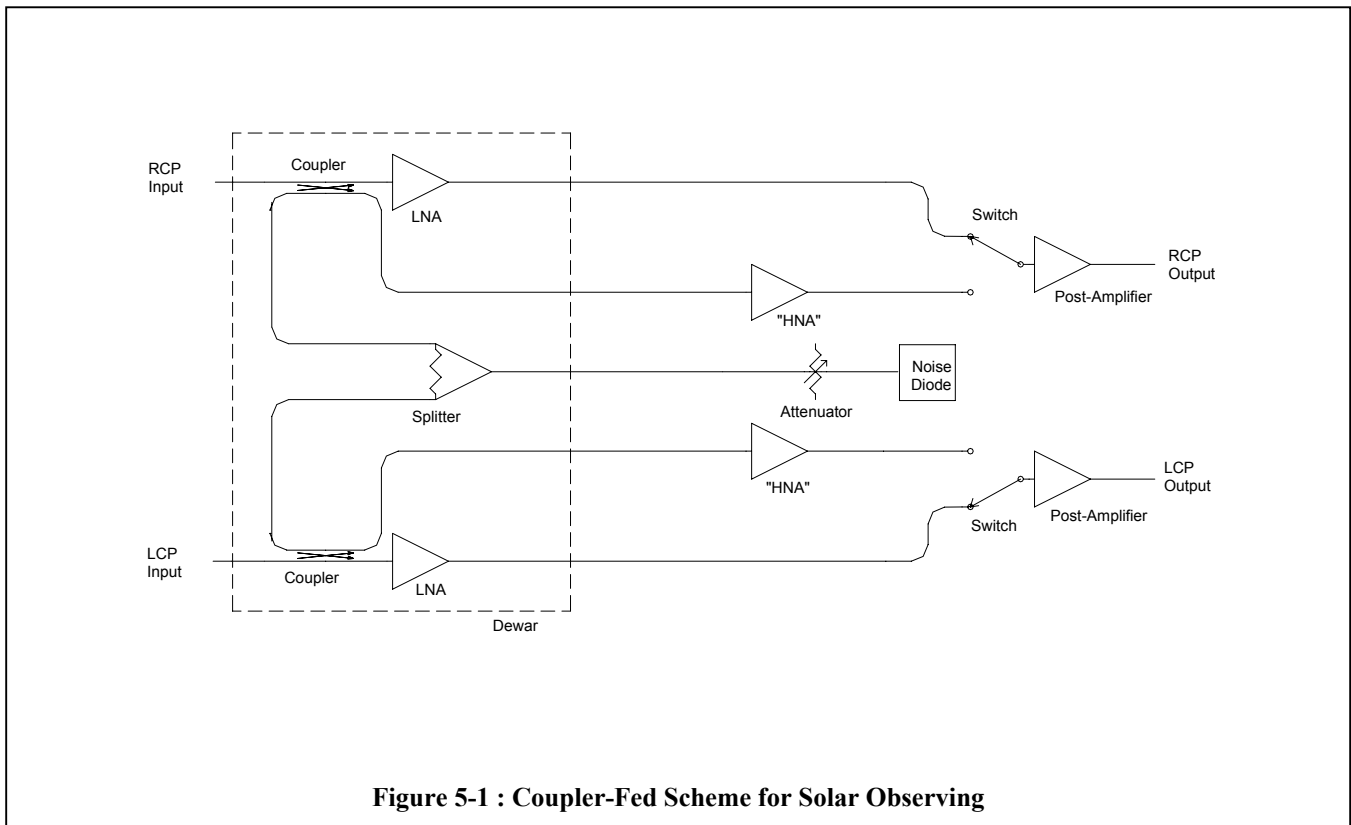 RCP
Input
Coupler
LNA
Switch
RCP
Output
Post-Amplifier
"HNA"
Noise
Diode
Attenuator
Splitter
"HNA"
LCP
Output
Post-Amplifier
Switch
LCP
Input
Coupler
LNA
Dewar
Figure 5-1 : Coupler-Fed Scheme for Solar Observing